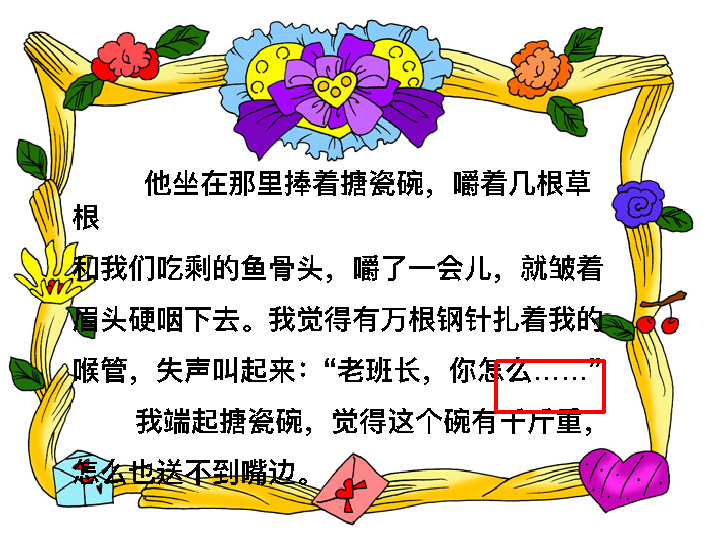 他坐在那里捧着搪瓷碗，嚼着几根草
根
和我们吃剩的鱼骨头，嚼了一会儿，就皱着
眉头硬咽下去。我觉得有万根钢针扎着我的
喉管，失声叫起来：“老班长，你怎么……”
我端起搪瓷碗，觉得这个碗有千斤重，
怎么也送不到嘴边。